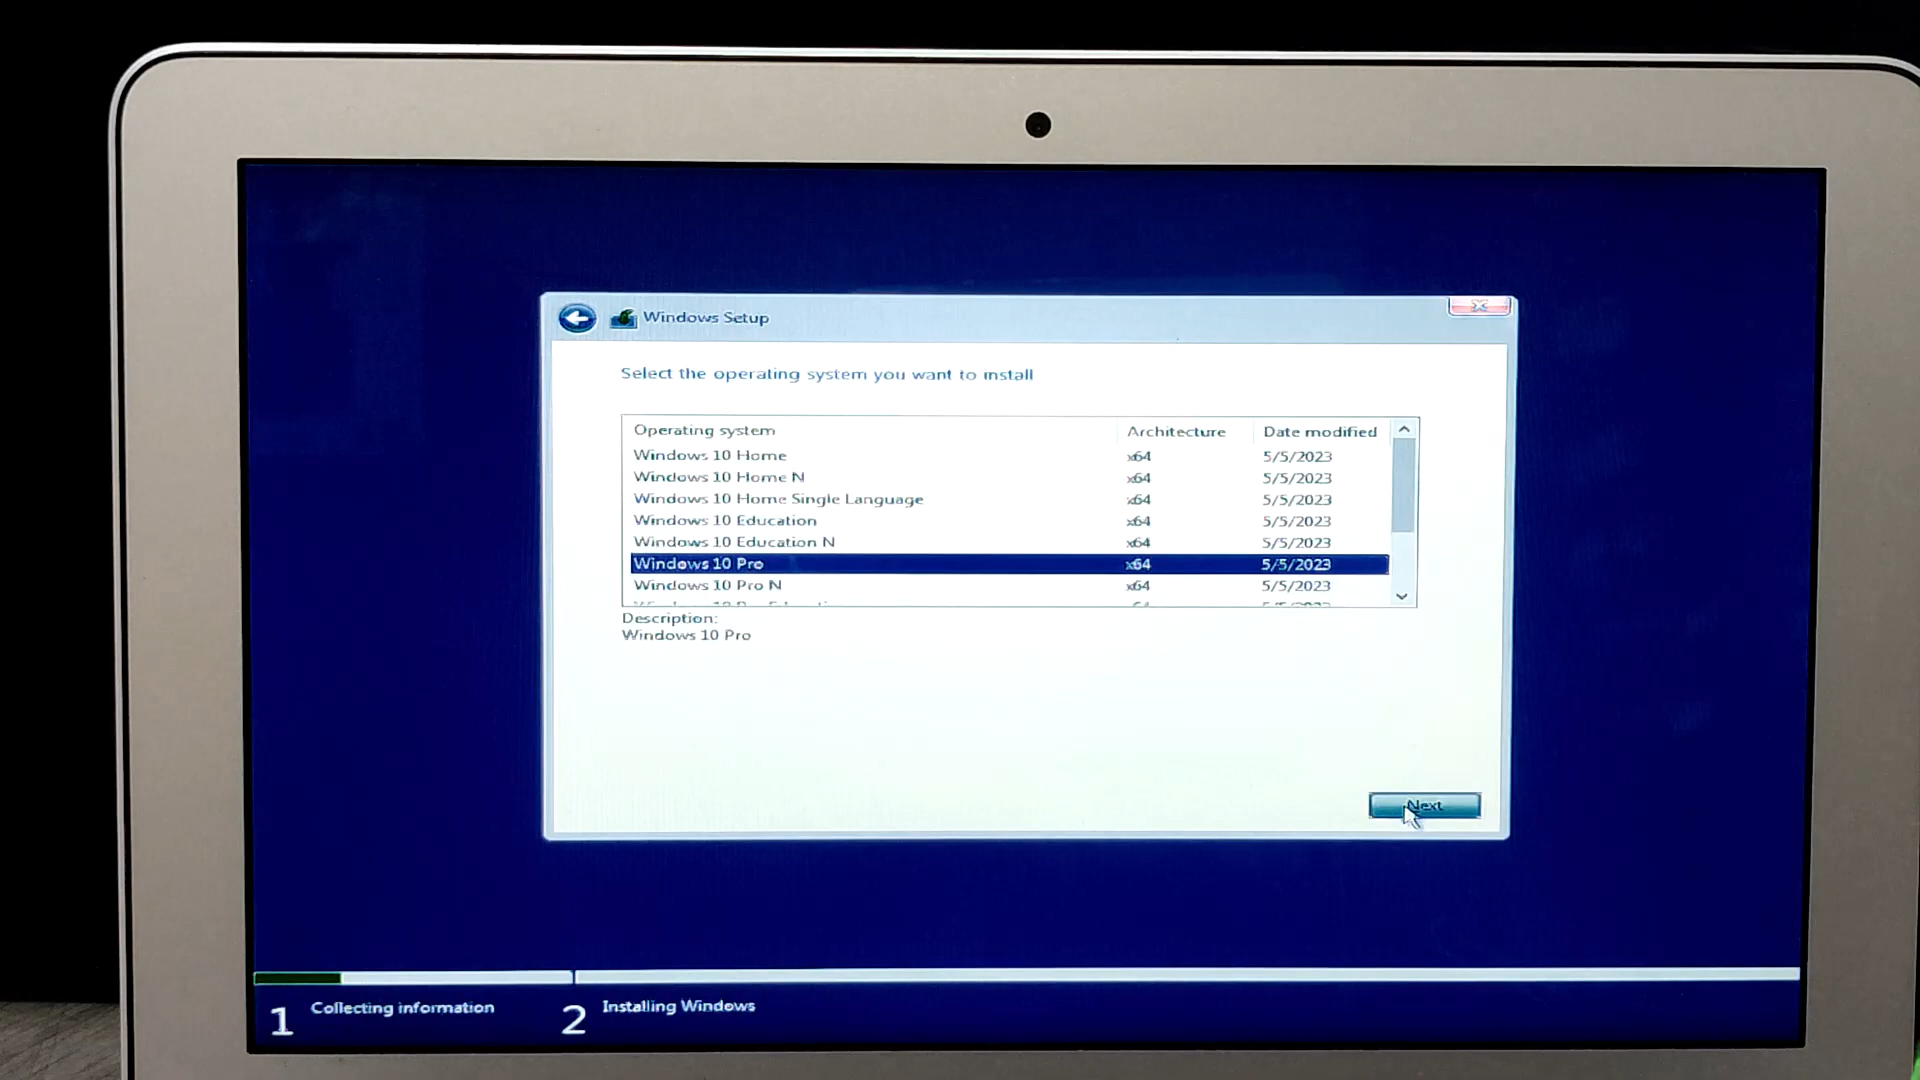 Windows Setup
Select the operating system you want to install
Operating system Architecture Date modified
Windows 10 Home x64 5/5/2023
Windows 10 Home N x64 5/5/2023
Windows 10 Home Single Language x64 5/5/2023
Windows 10 Education x64 5/5/2023
Windows 10 Education N x64 5/5/2023
Windows 10 Pro x64 5/5/2023
Windows 10 Pro N x64 5/5/2023
Description:
Windows 10 Pro
Next
1 Collecting information 2 Installing Windows